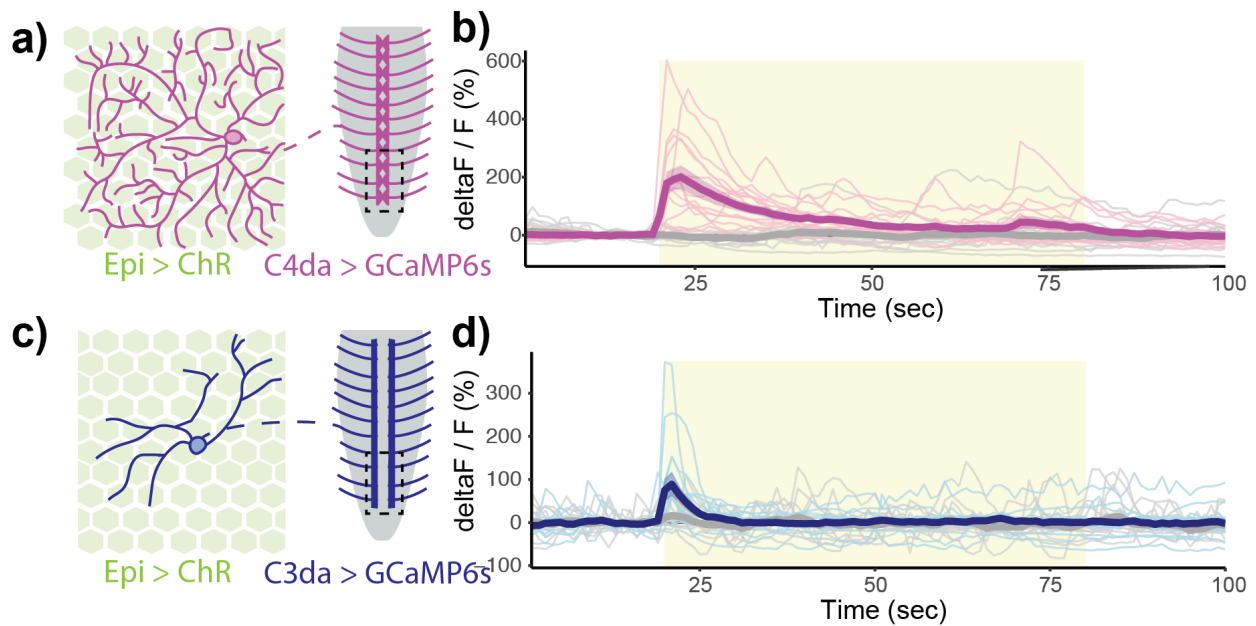 a)
Epi > ChR
C4da > GCaMP6s
b)
deltaF / F (%)
600
400
200
0
25
50
75
100
Time (sec)
c)
Epi > ChR
C3da > GCaMP6s
d)
deltaF / F (%)
300
200
100
0
-100
25
50
75
100
Time (sec)